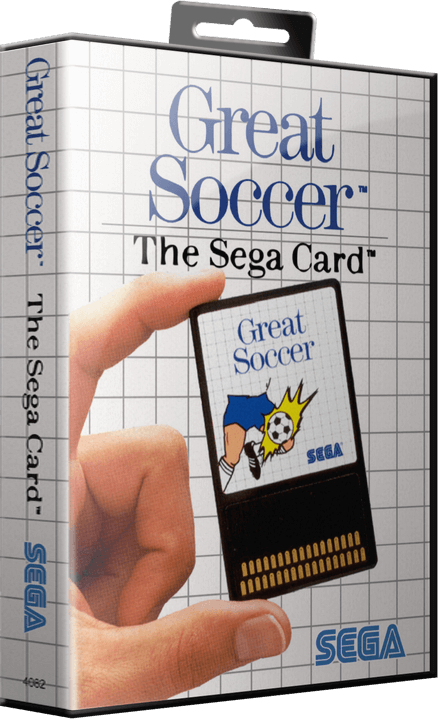 Great Soccer™ The Sega Card™ SEGA
4062
Great
Soccer™
The Sega Card™
Great
Soccer
SEGA
SEGA